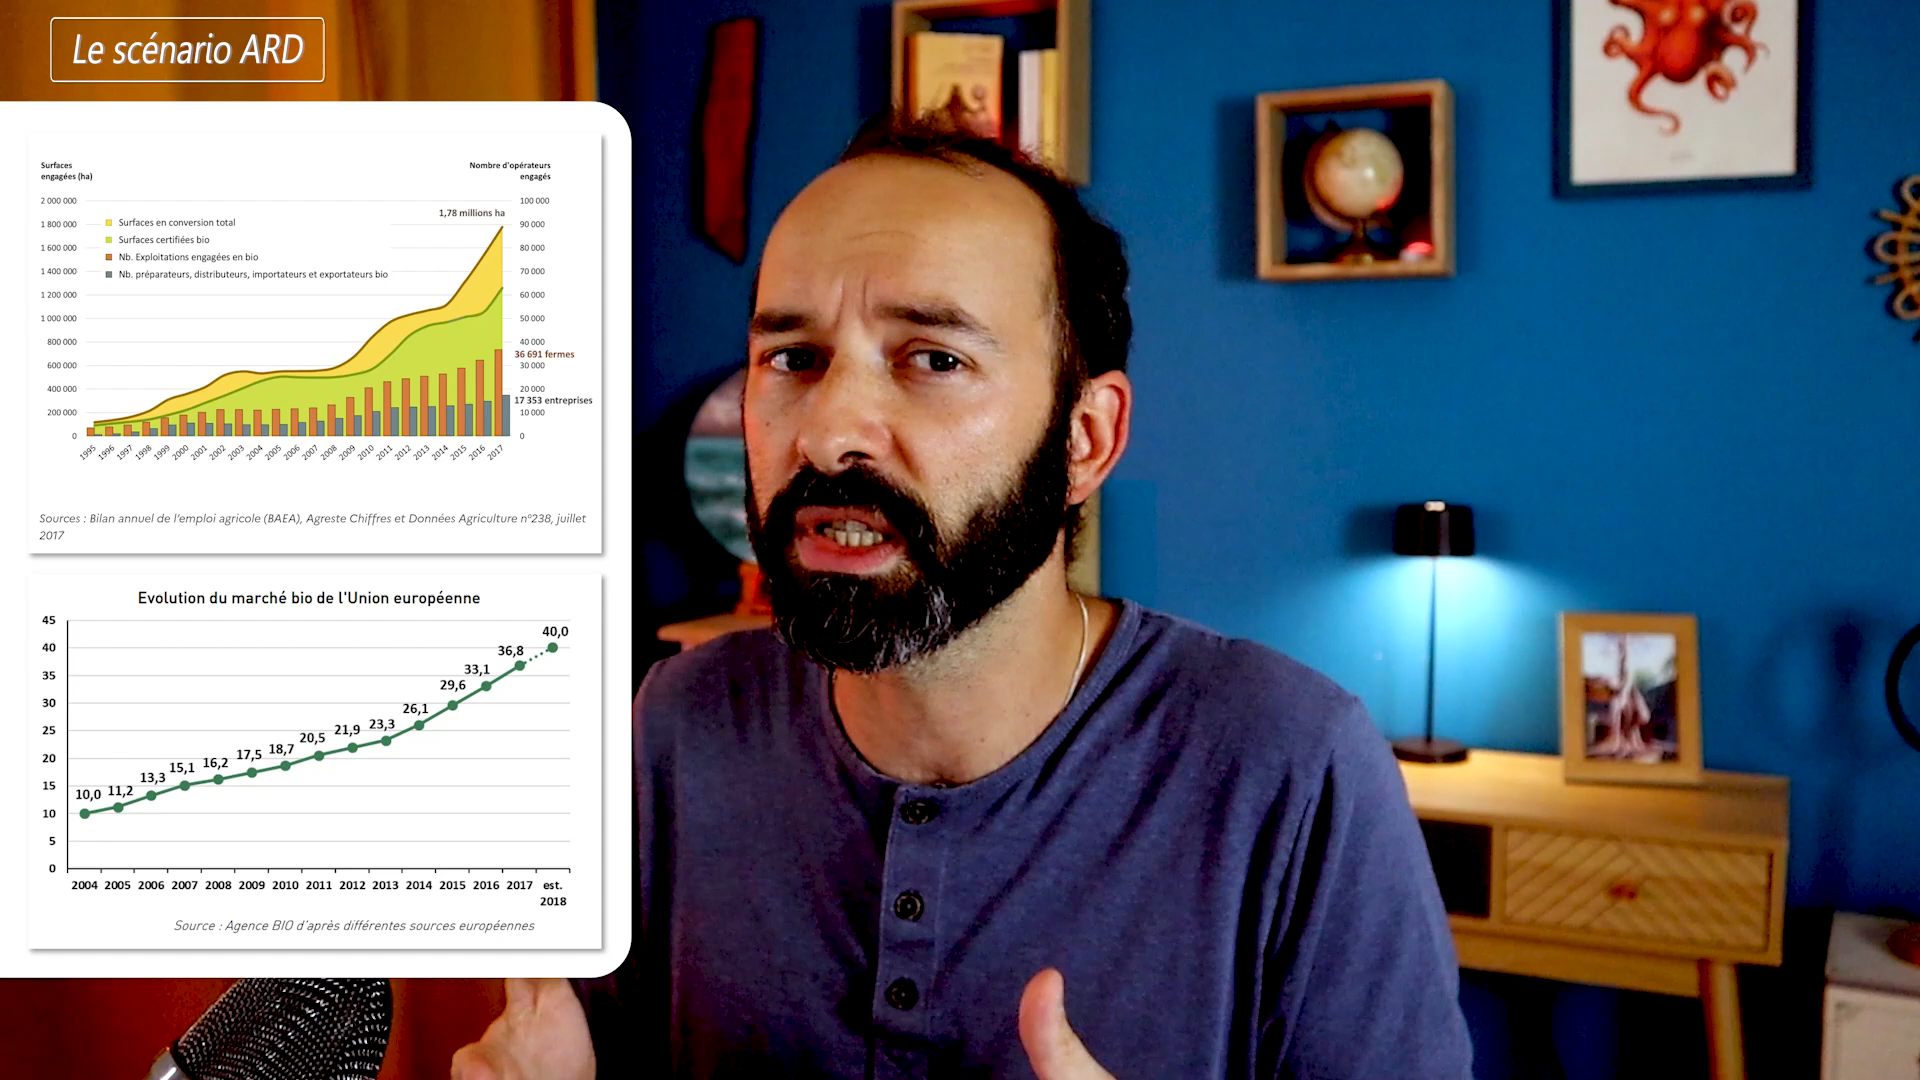 Le scénario ARD
Surfaces
engagées (ha)
Nombre d'opérateurs
engagés
2 000 000
100 000
1,78 millions ha
Surfaces en conversion total
1 800 000
90 000
Surfaces certifiées bio
1 600 000
80 000
Nb. Exploitations engagées en bio
1 400 000
70 000
Nb. préparateurs, distributeurs, importateurs et exportateurs bio
1 200 000
60 000
1 000 000
50 000
800 000
40 000
36 691 fermes
600 000
30 000
400 000
20 000
17 353 entreprises
200 000
10 000
0
0
1995 1996 1997 1998 1999 2000 2001 2002 2003 2004 2005 2006 2007 2008 2009 2010 2011 2012 2013 2014 2015 2016 2017
Sources : Bilan annuel de l'emploi agricole (BAEA), Agreste Chiffres et Données Agriculture n°238, juillet
2017
Evolution du marché bio de l'Union européenne
45
40
35
30
25
20
15
10
5
0
10,0 11,2 13,3 15,1 16,2 17,5 18,7 20,5 21,9 23,3 26,1 29,6 33,1 36,8 40,0
2004 2005 2006 2007 2008 2009 2010 2011 2012 2013 2014 2015 2016 2017 est.
2018
Source : Agence BIO d'après différentes sources européennes